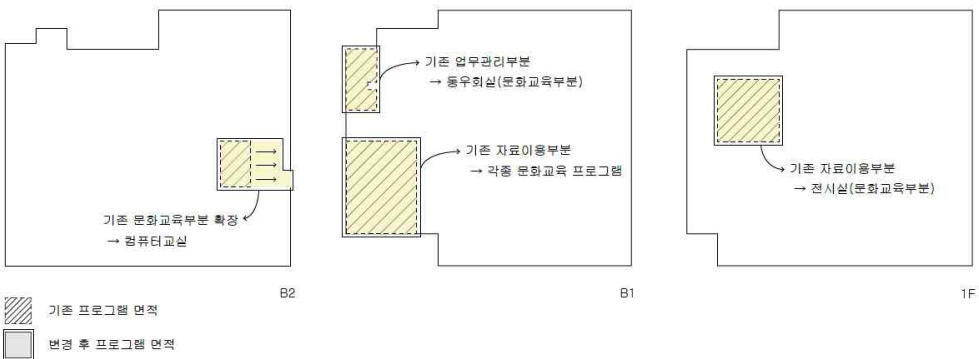 기존 문화교육부분 확장
→ 컴퓨터교실
B2
기존 업무관리부분
→ 동우회실(문화교육부분)
기존 자료이용부분
→ 각종 문화교육 프로그램
B1
기존 자료이용부분
→ 전시실(문화교육부분)
1F
기존 프로그램 면적
변경 후 프로그램 면적